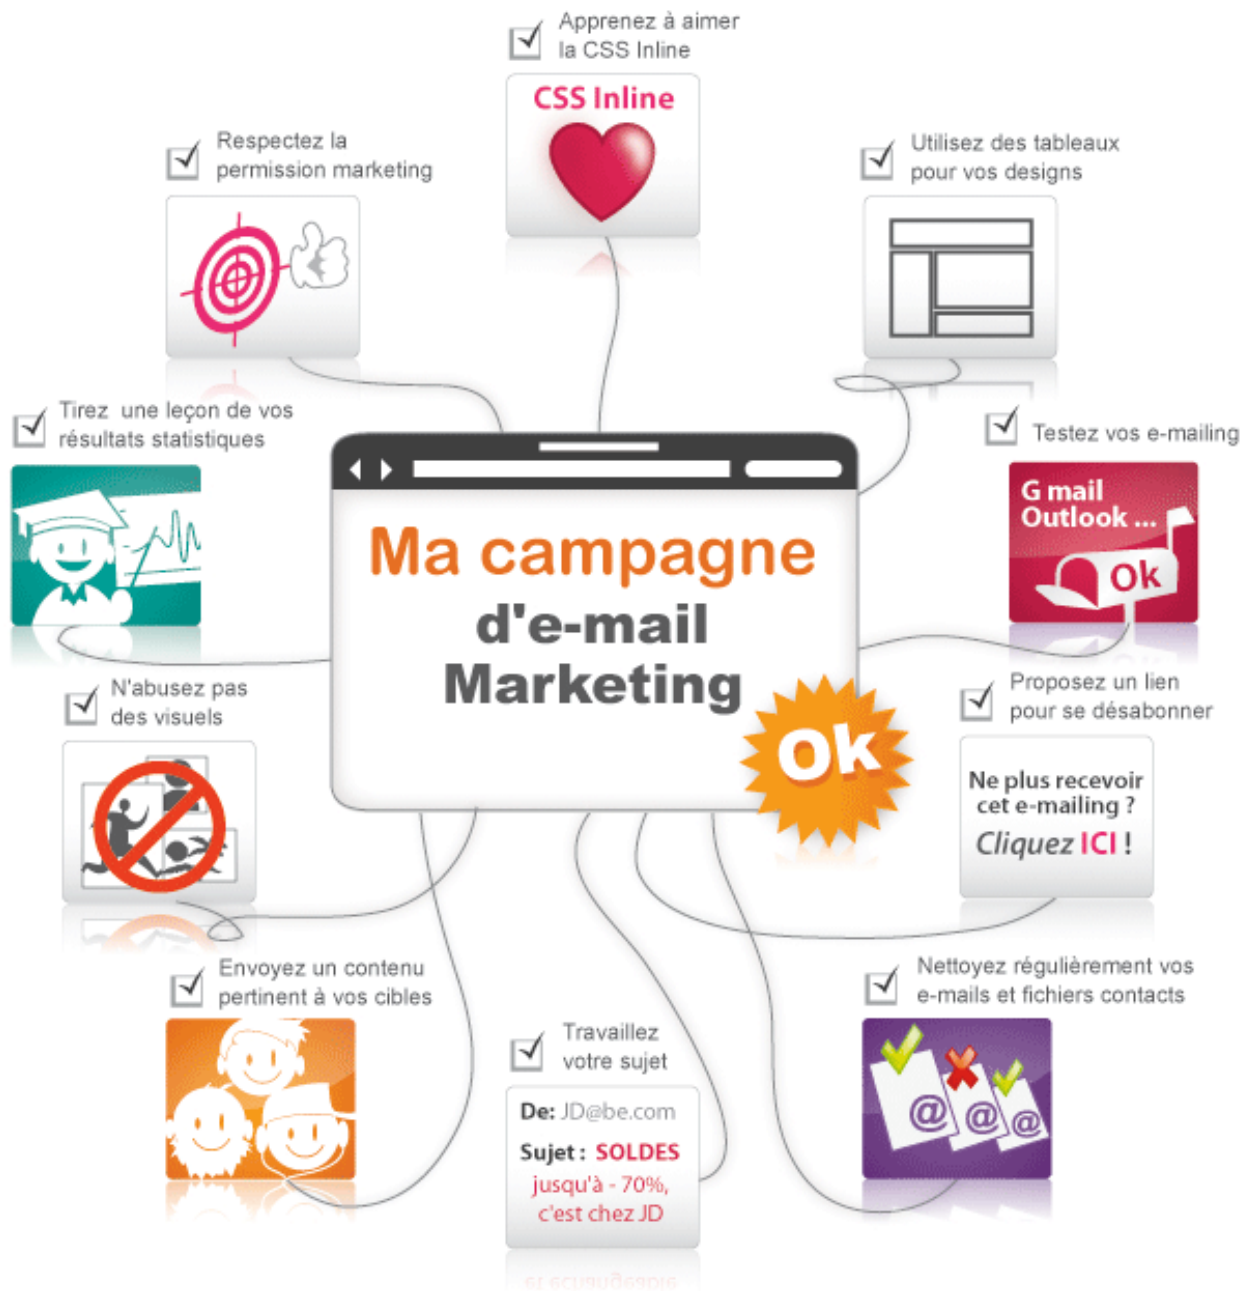 Apprenez à aimer
la CSS Inline
CSS Inline
Respectez la
permission marketing
Utilisez des tableaux
pour vos designs
Tirez une leçon de vos
résultats statistiques
Testez vos e-mailing
G mail
Outlook ...
Ok
Ma campagne
d'e-mail
Marketing
Ok
N'abusez pas
des visuels
Proposez un lien
pour se désabonner
Ne plus recevoir
cet e-mailing ?
Cliquez ICI !
Envoyez un contenu
pertinent à vos cibles
Nettoyez régulièrement vos
e-mails et fichiers contacts
@ @ @
Travaillez
votre sujet
De: JD@be.com
Sujet : SOLDES
jusqu'à - 70%,
c'est chez JD